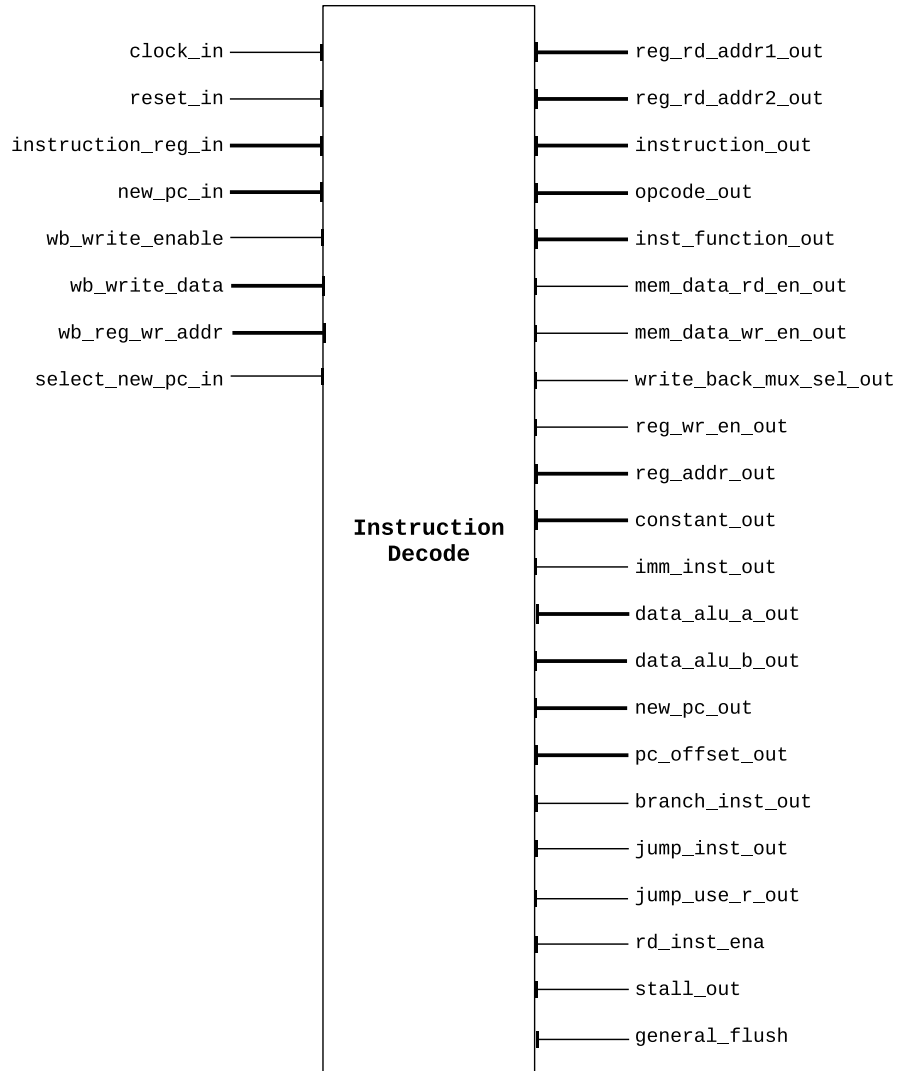 clock_in
reset_in
instruction_reg_in
new_pc_in
wb_write_enable
wb_write_data
wb_reg_wr_addr
select_new_pc_in
Instruction
Decode
reg_rd_addr1_out
reg_rd_addr2_out
instruction_out
opcode_out
inst_function_out
mem_data_rd_en_out
mem_data_wr_en_out
write_back_mux_sel_out
reg_wr_en_out
reg_addr_out
constant_out
imm_inst_out
data_alu_a_out
data_alu_b_out
new_pc_out
pc_offset_out
branch_inst_out
jump_inst_out
jump_use_r_out
rd_inst_ena
stall_out
general_flush